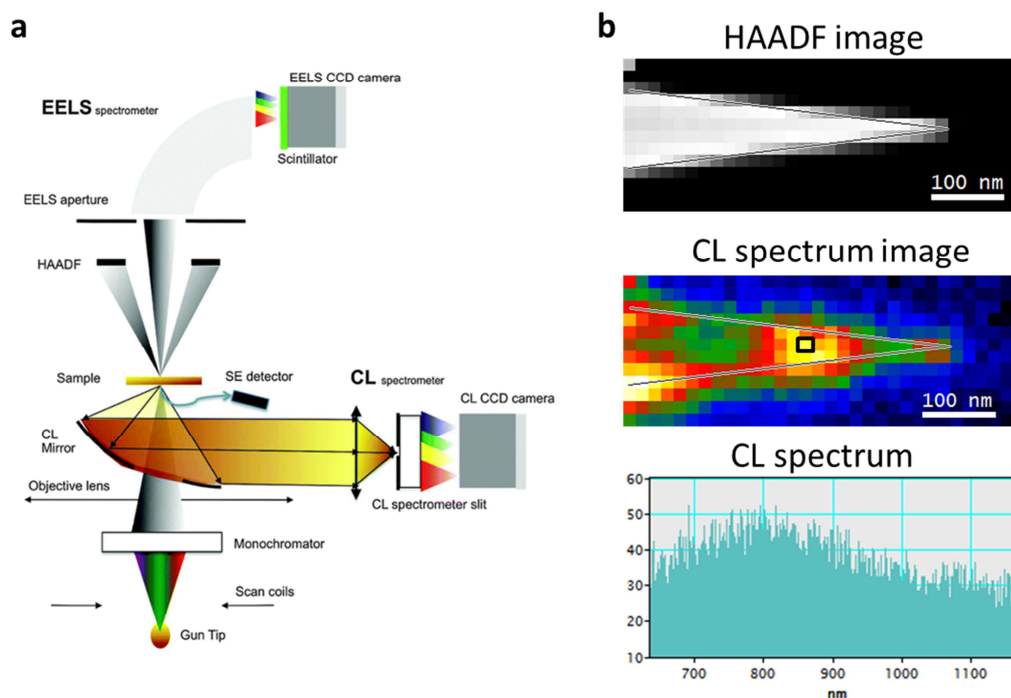 a
EELS spectrometer
EELS CCD camera
Scintillator
EELS aperture
HAADF
Sample
SE detector
CL spectrometer
CL CCD camera
CL
Mirror
Objective lens
CL spectrometer slit
Monochromator
Scan coils
Gun Tip
b
HAADF image
100 nm
CL spectrum image
100 nm
CL spectrum
60
50
40
30
20
10
700 800 900 1000 1100
nm